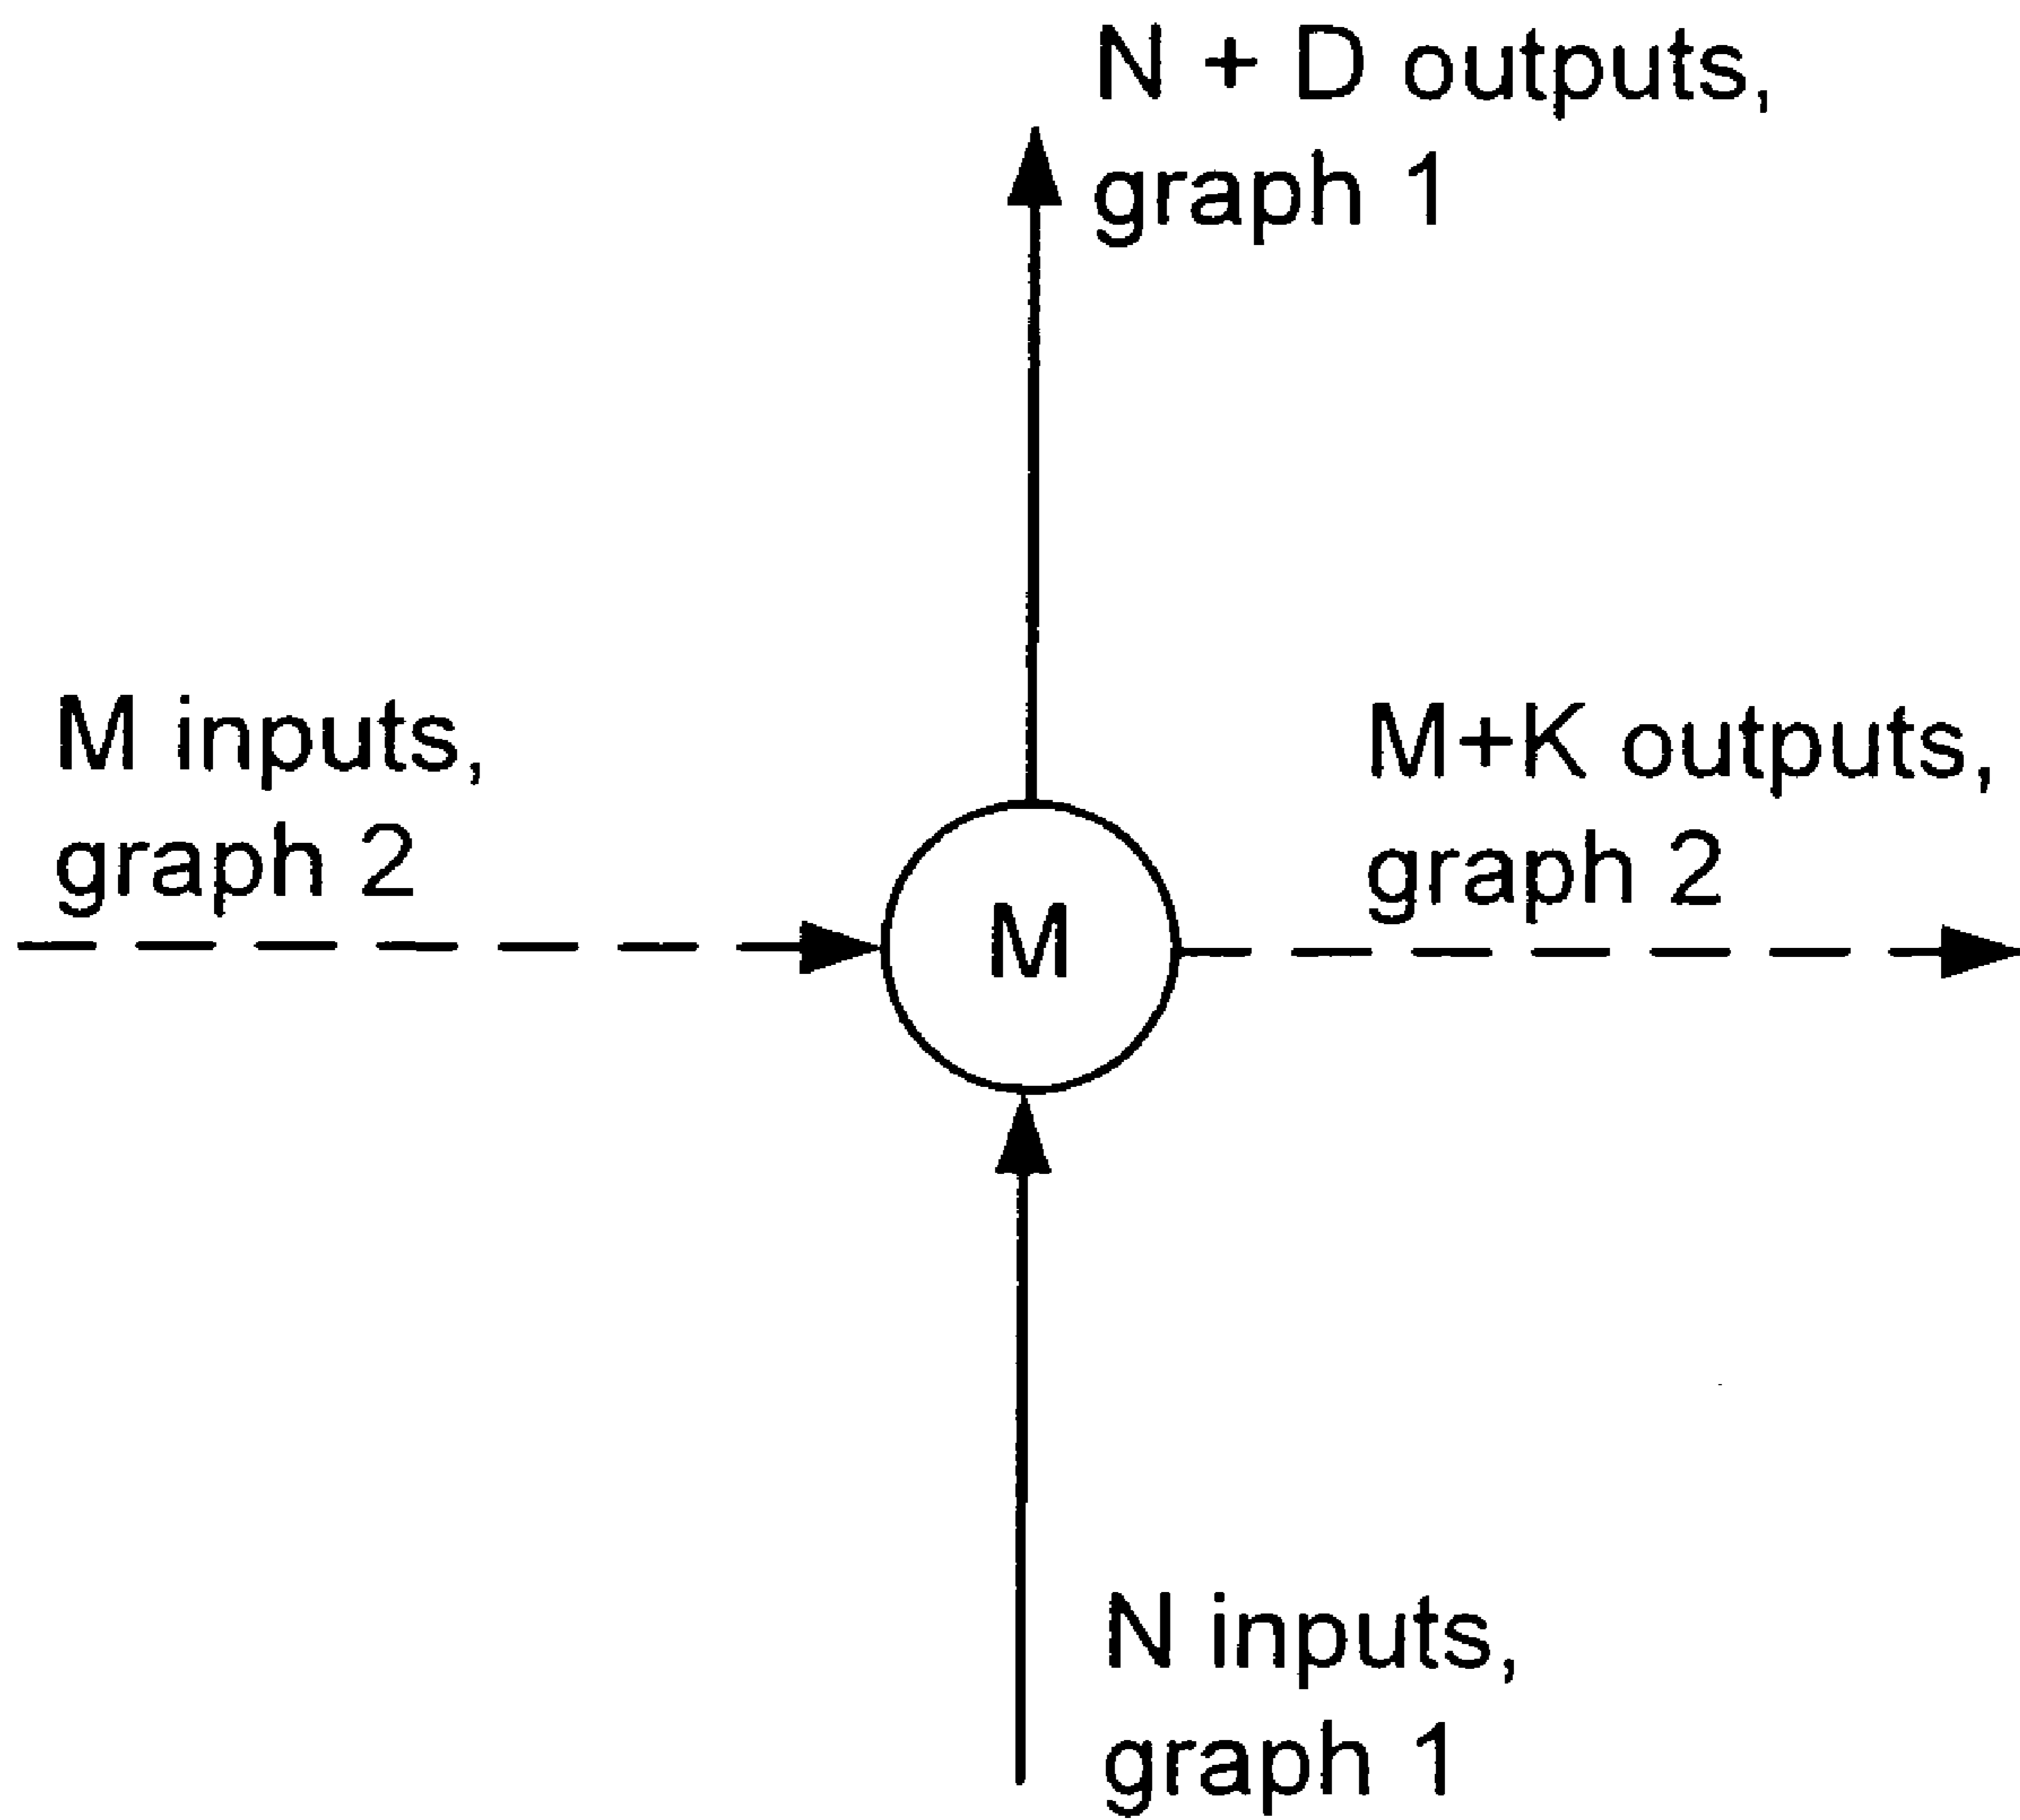 N + D outputs,
graph 1
M inputs,
graph 2
M+K outputs,
graph 2
M
N inputs,
graph 1